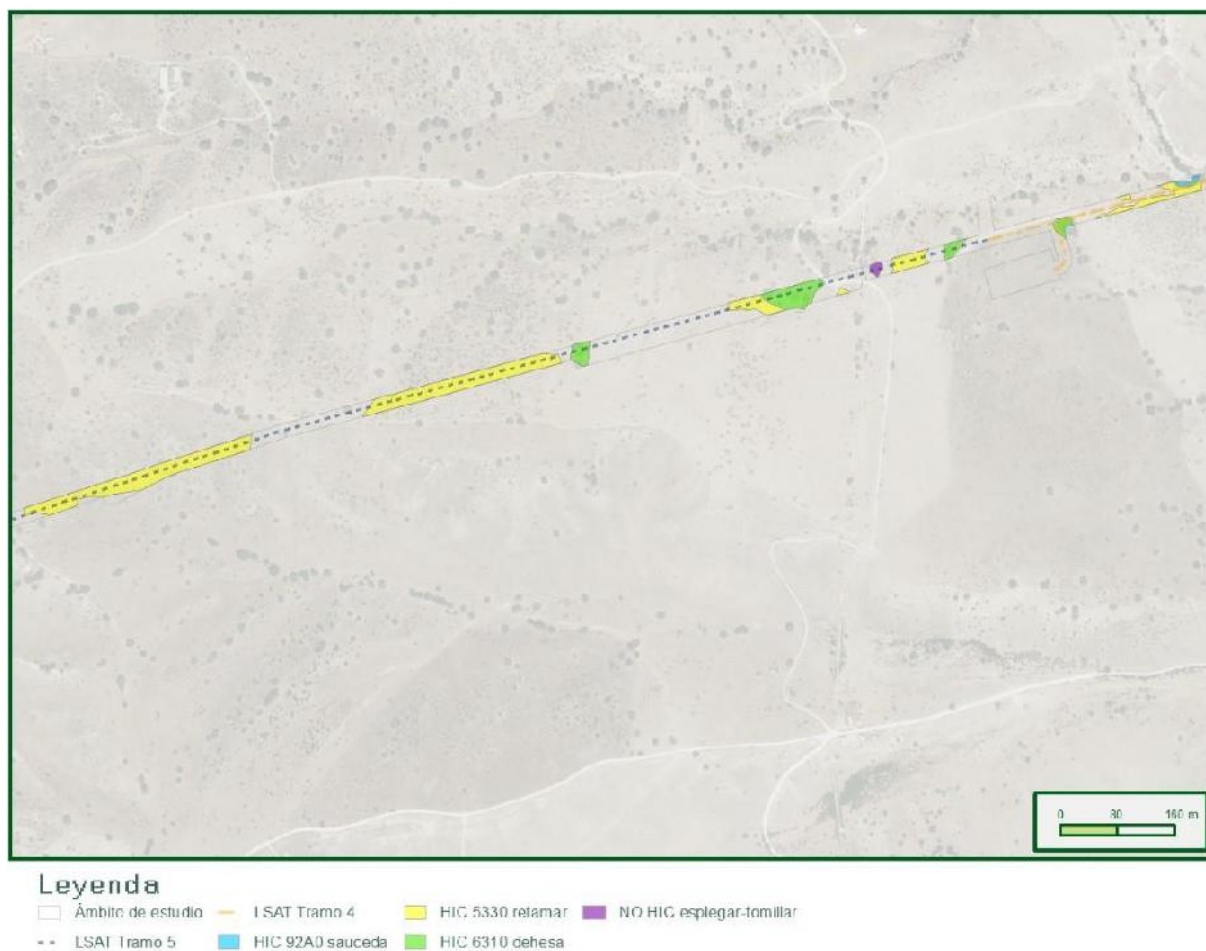 0 80 160 m
Leyenda
Ámbito de estudio LSAT Tramo 4 HIC 5330 retamar NO HIC esplegar-tomillar
LSAT Tramo 5 HIC 92A0 sauceda HIC 6310 dehesa